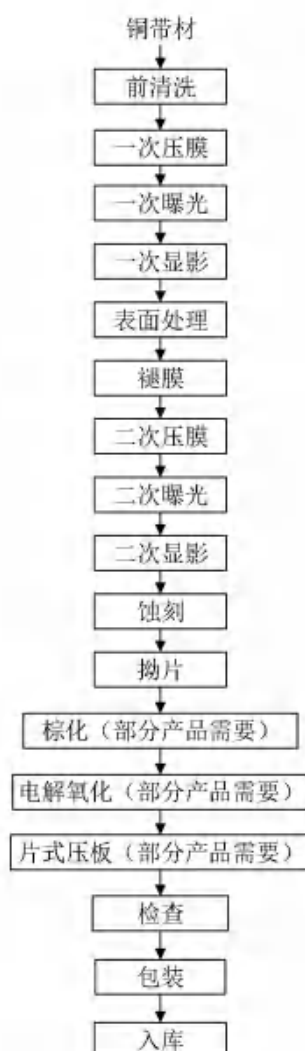 铜带材
前清洗
一次压膜
一次曝光
一次显影
表面处理
褪膜
二次压膜
二次曝光
二次显影
蚀刻
拗片
棕化（部分产品需要）
电解氧化（部分产品需要）
片式压板（部分产品需要）
检查
包装
入库